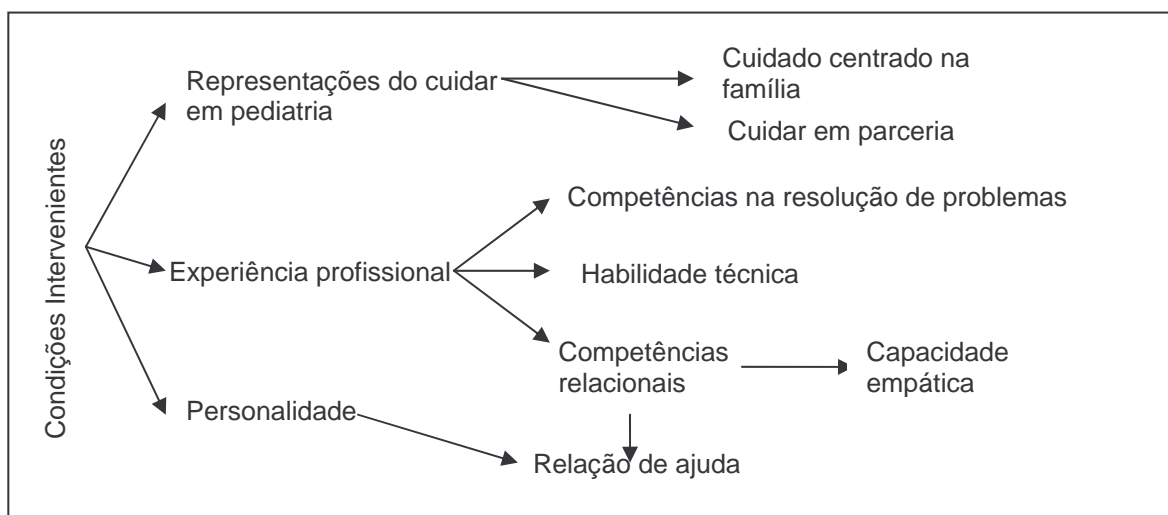 Condições Intervenientes
Representações do cuidar
em pediatria
Cuidado centrado na
família
Cuidar em parceria
Experiência profissional
Competências na resolução de problemas
Habilidade técnica
Competências
relacionais
Capacidade
empática
Personalidade
Relação de ajuda